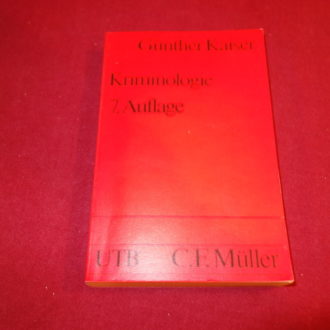 Günther Kaiser
Kriminologie
7. Auflage
UTB C. F. Müller